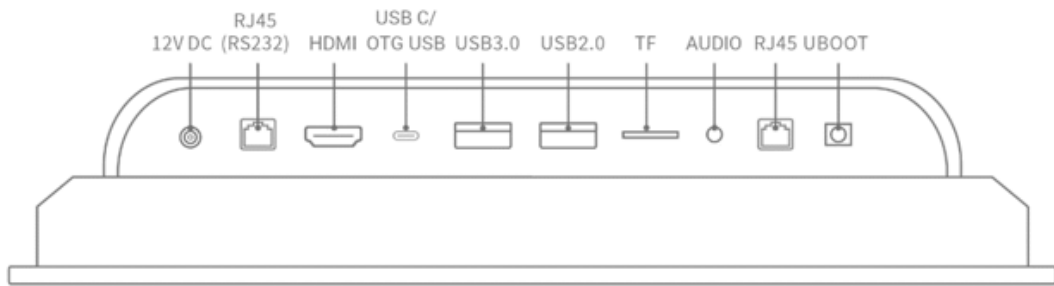 12V DC
RJ45
(RS232)
HDMI
USB C/
OTG USB
USB3.0
USB2.0
TF
AUDIO
RJ45
UBOOT